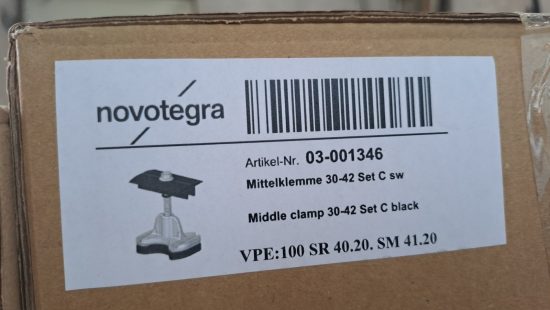 novotegra
Artikel-Nr. 03-001346
Mittelklemme 30-42 Set C sw
Middle clamp 30-42 Set C black
VPE:100 SR 40.20. SM 41.20